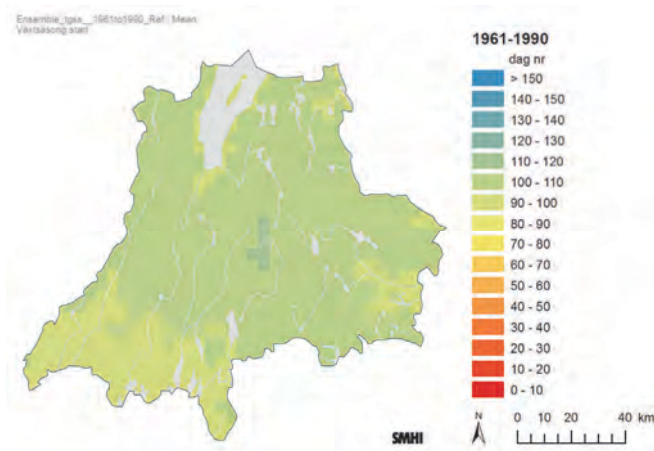 Ensemble_tgss__1961to1990_Ref | Mean
Växtsäsong start
1961-1990
dag nr
> 150
140 - 150
130 - 140
120 - 130
110 - 120
100 - 110
90 - 100
80 - 90
70 - 80
60 - 70
50 - 60
40 - 50
30 - 40
20 - 30
10 - 20
0 - 10
SMHI
N
0 10 20 40 km